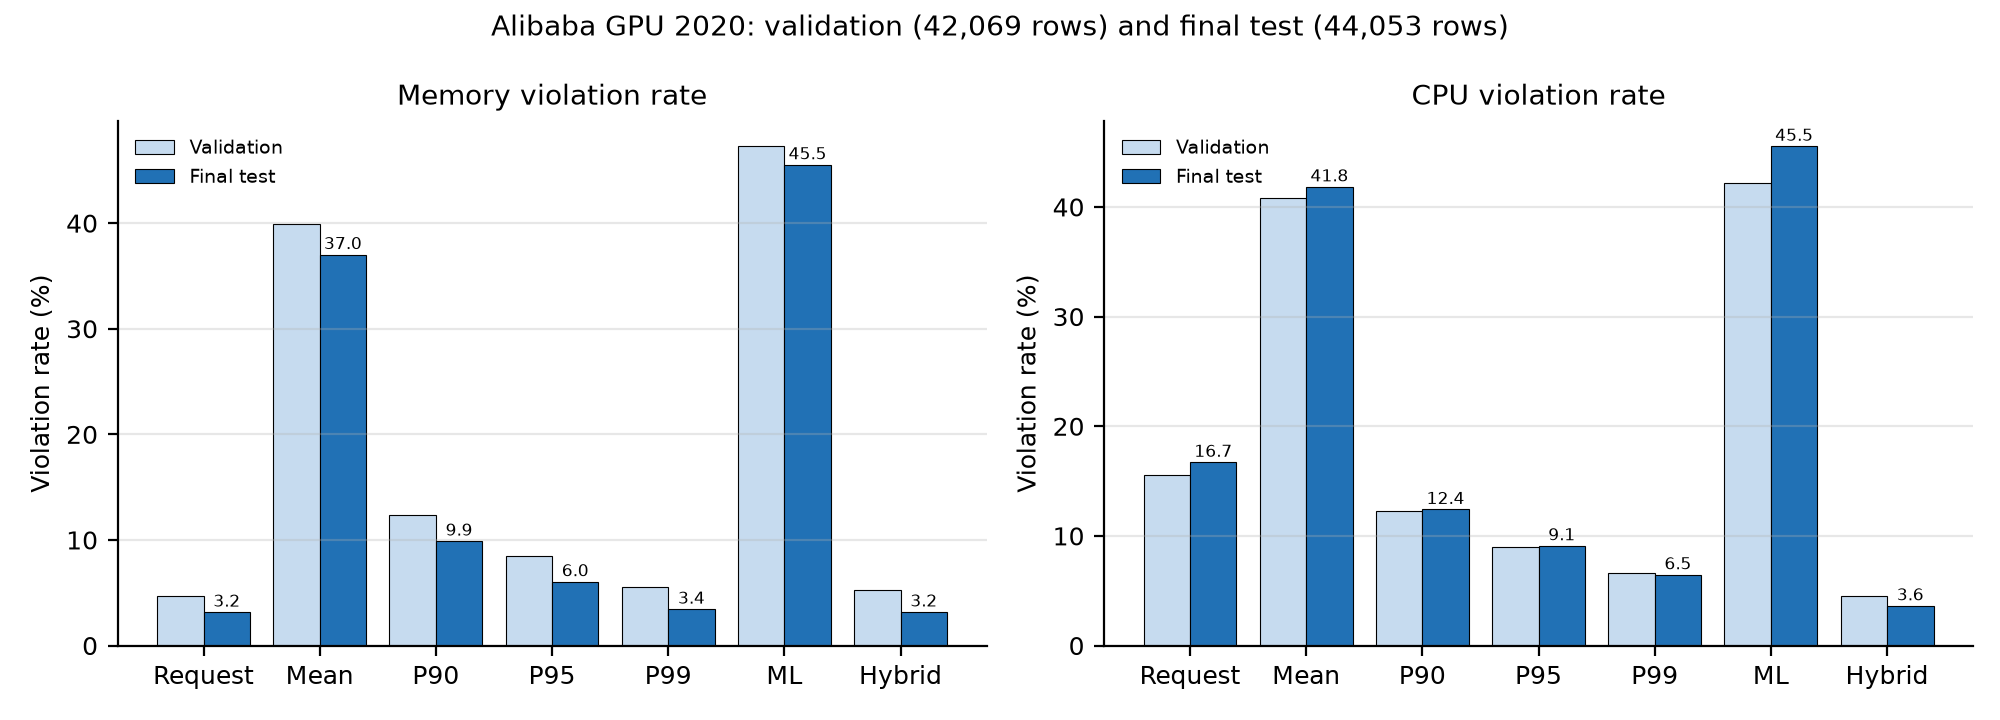 Alibaba GPU 2020: validation (42,069 rows) and final test (44,053 rows)
Memory violation rate
Validation
Final test
Violation rate (%)
40
30
20
10
0
3.2
37.0
9.9
6.0
3.4
45.5
3.2
Request Mean P90 P95 P99 ML Hybrid
CPU violation rate
Validation
Final test
Violation rate (%)
40
30
20
10
0
16.7
41.8
12.4
9.1
6.5
45.5
3.6
Request Mean P90 P95 P99 ML Hybrid